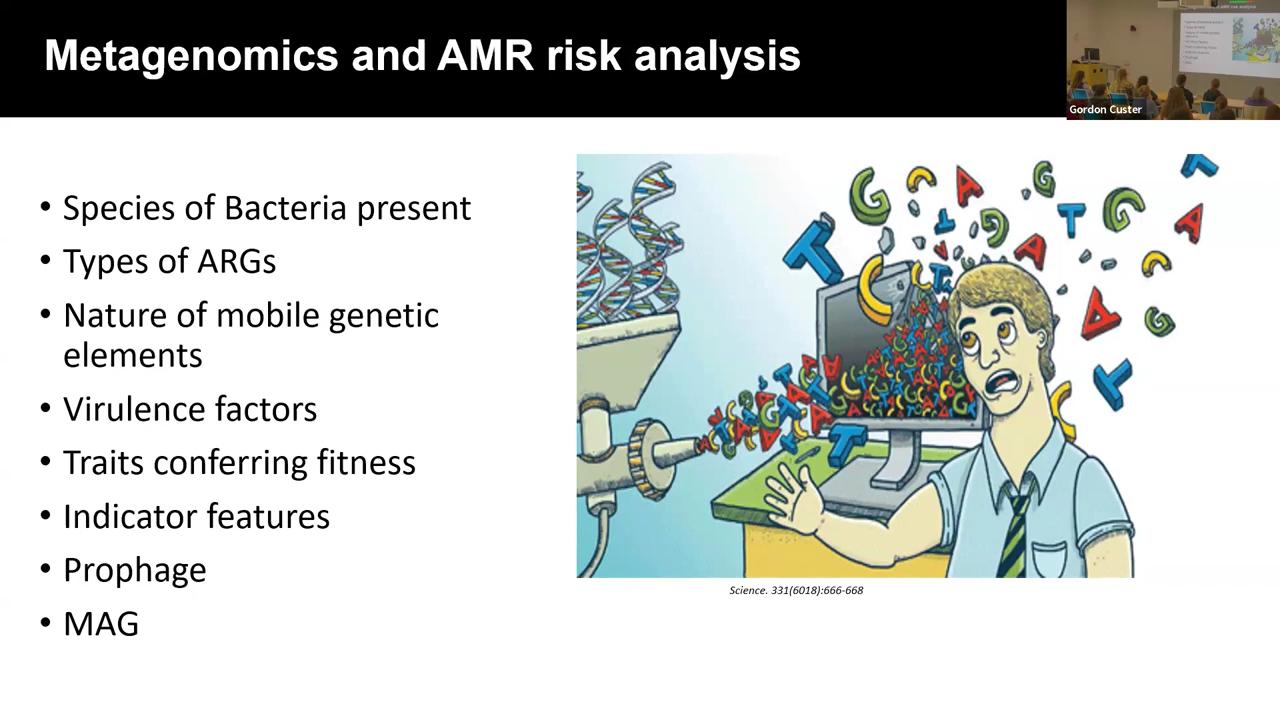 Metagenomics and AMR risk analysis
Gordon Custer
• Species of Bacteria present
• Types of ARGs
• Nature of mobile genetic
elements
• Virulence factors
• Traits conferring fitness
• Indicator features
• Prophage
• MAG
Science. 331(6018):666-668